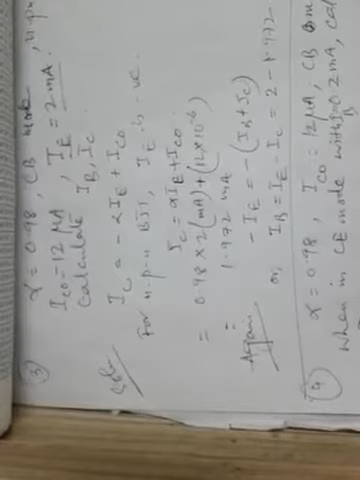 (3) α = 0.98, CB mode, n-p-n
I_CO = 12 μA, I_E = 2 mA.
Calculate I_B, I_C.
I_C = -αI_E + I_CO
For n-p-n BJT, I_E is -ve.
I_C = αI_E + I_CO
= 0.98 × 2(mA) + (12×10⁻⁶)
= 1.972 mA
Again, -I_E = -(I_B + I_C)
or, I_B = I_E - I_C = 2 - 1.972
(4) α = 0.98, I_CO = 12 μA, CB
when in CE mode with I_B = 0.2 mA, cal